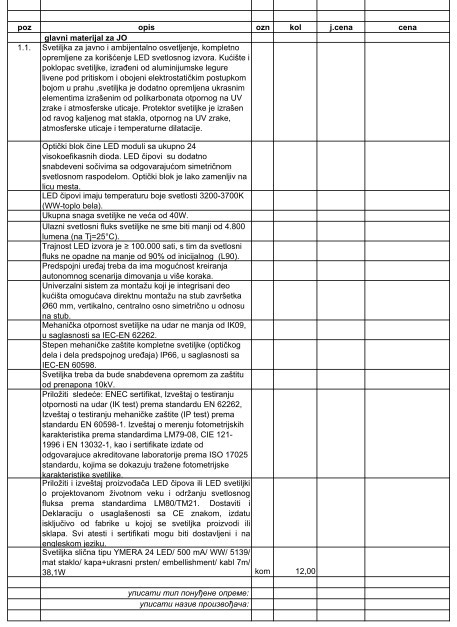 poz opis ozn kol j.cena cena
glavni materijal za JO
1.1. Svetiljka za javno i ambijentalno osvetljenje, kompletno
opremljene za korišćenje LED svetlosnog izvora. Kućište i
poklopac svetiljke, izrađeni od aluminijumske legure
livene pod pritiskom i obojeni elektrostatičkim postupkom
bojom u prahu ,svetiljka je dodatno opremljena ukrasnim
elementima izrašenim od polikarbonata otpornog na UV
zrake i atmosferske uticaje. Protektor svetiljke je izrašen
od ravog kaljenog mat stakla, otpornog na UV zrake,
atmosferske uticaje i temperaturne dilatacije.
Optički blok čine LED moduli sa ukupno 24
visokoefikasnih dioda. LED čipovi su dodatno
snabdeveni sočivima sa odgovarajućom simetričnom
svetlosnom raspodelom. Optički blok je lako zamenljiv na
licu mesta.
LED čipovi imaju temperaturu boje svetlosti 3200-3700K
(WW-toplo bela).
Ukupna snaga svetiljke ne veća od 40W.
Ulazni svetlosni fluks svetiljke ne sme biti manji od 4.800
lumena (na Tj=25°C).
Trajnost LED izvora je ≥ 100.000 sati, s tim da svetlosni
fluks ne opadne na manje od 90% od inicijalnog (L90).
Predspojni uređaj treba da ima mogućnost kreiranja
autonomnog scenarija dimovanja u više koraka.
Univerzalni sistem za montažu koji je integrisani deo
kućišta omogućava direktnu montažu na stub završetka
Ø60 mm, vertikalno, centralno osno simetrično u odnosu
na stub.
Mehanička otpornost svetiljke na udar ne manja od IK09,
u saglasnosti sa IEC-EN 62262.
Stepen mehaničke zaštite kompletne svetiljke (optičkog
dela i dela predspojnog uređaja) IP66, u saglasnosti sa
IEC-EN 60598.
Svetiljka treba da bude snabdevena opremom za zaštitu
od prenapona 10kV.
Priložiti sledeće: ENEC sertifikat, Izveštaj o testiranju
otpornosti na udar (IK test) prema standardu EN 62262,
Izveštaj o testiranju mehaničke zaštite (IP test) prema
standardu EN 60598-1. Izveštaj o merenju fotometrijskih
karakteristika prema standardima LM79-08, CIE 121-
1996 i EN 13032-1, kao i sertifikate izdate od
odgovarajuce akreditovane laboratorije prema ISO 17025
standardu, kojima se dokazuju tražene fotometrijske
karakteristike svetiljke.
Priložiti i izveštaj proizvođača LED čipova ili LED svetiljki
o projektovanom životnom veku i održanju svetlosnog
fluksa prema standardima LM80/TM21. Dostaviti i
Deklaraciju o usaglašenosti sa CE znakom, izdatu
isključivo od fabrike u kojoj se svetiljka proizvodi ili
sklapa. Svi atesti i sertifikati mogu biti dostavljeni i na
engleskom jeziku.
Svetiljka slična tipu YMERA 24 LED/ 500 mA/ WW/ 5139/
mat staklo/ kapa+ukrasni prsten/ embellishment/ kabl 7m/
38,1W kom 12,00
уписати тип понуђене опреме:
уписати назив произвођача: